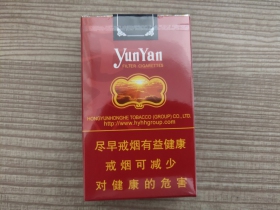 YunYan
FILTER CIGARETTES
HONGYUNHONGHE TOBACCO (GROUP) CO.,LTD.
http://www.hyhhgroup.com
尽早戒烟有益健康
戒烟可减少
对健康的危害